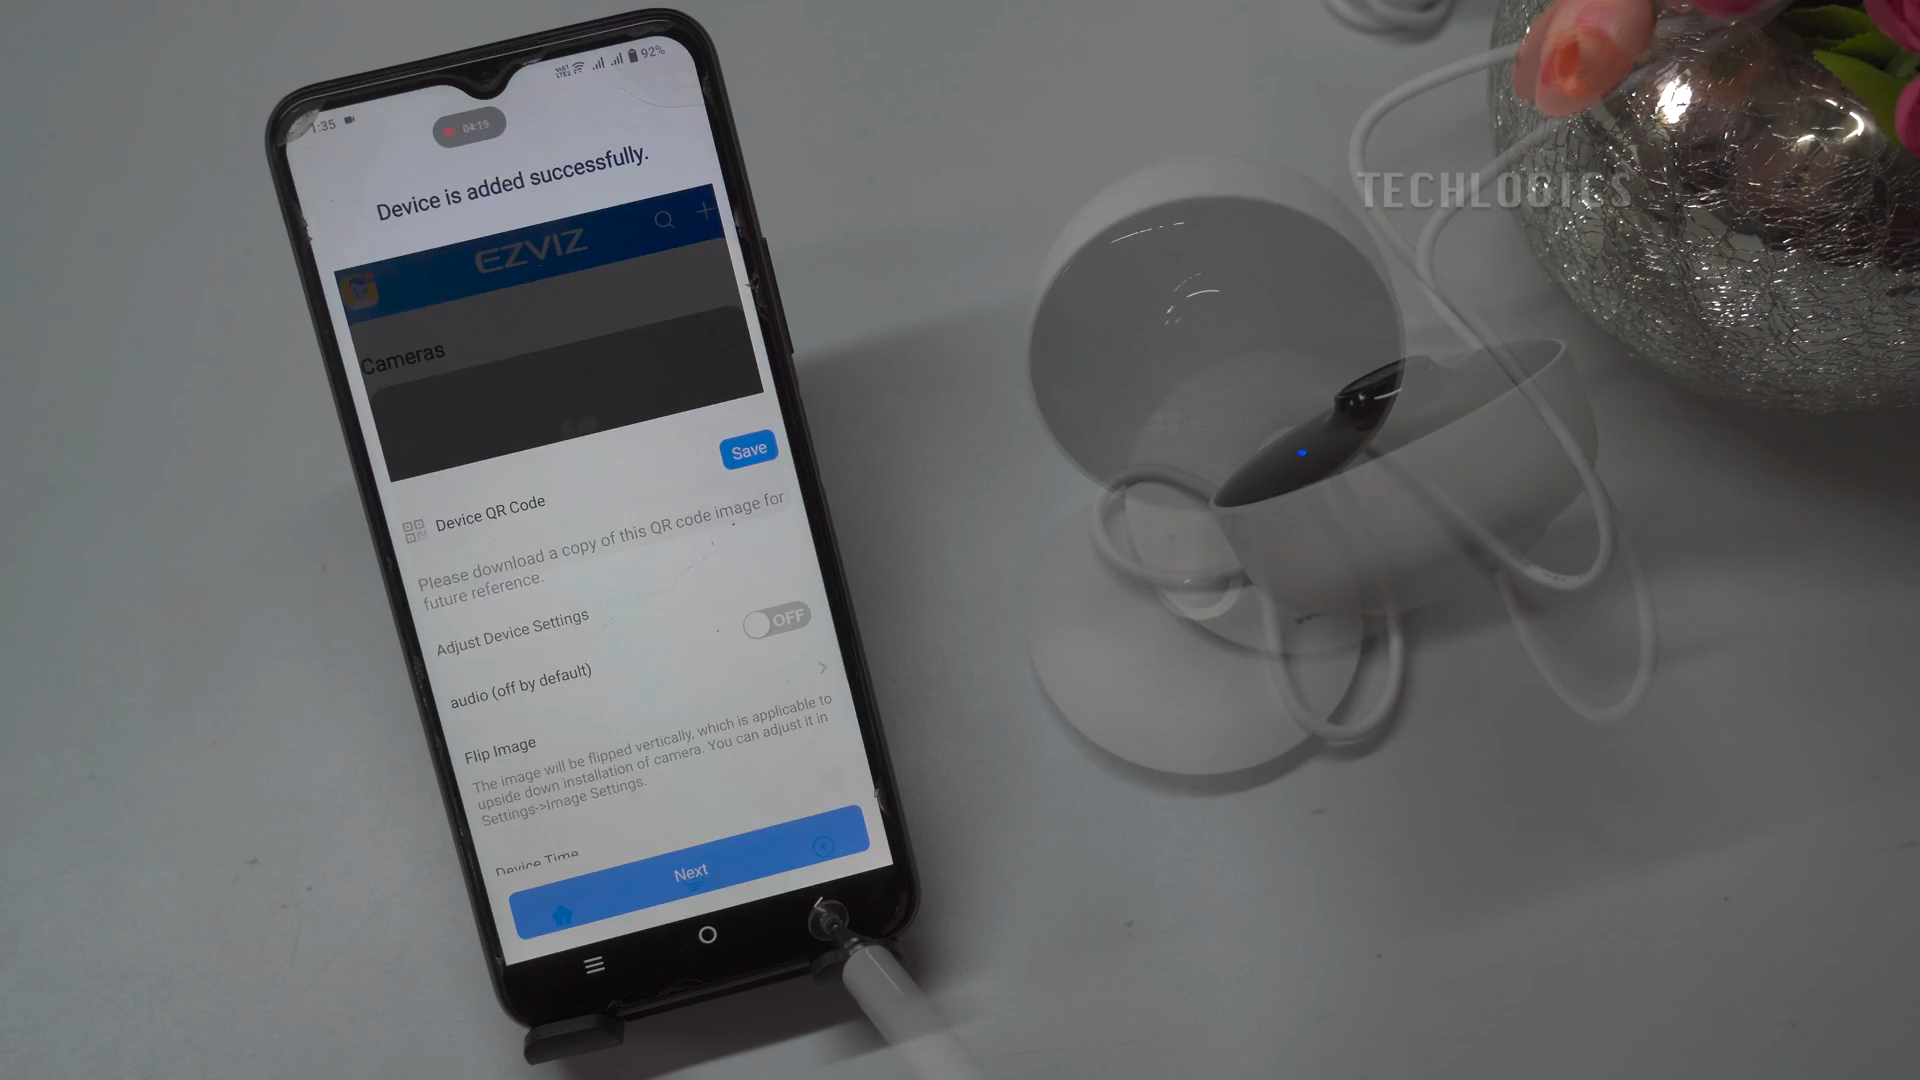 92%
1:35
04:15
Device is added successfully.
TECHLOGICS
EZVIZ
Cameras
Save
Device QR Code
Please download a copy of this QR code image for
future reference.
Adjust Device Settings
OFF
audio (off by default)
Flip Image
The image will be flipped vertically, which is applicable to
upside down installation of camera. You can adjust it in
Settings->Image Settings.
Device Time
Next